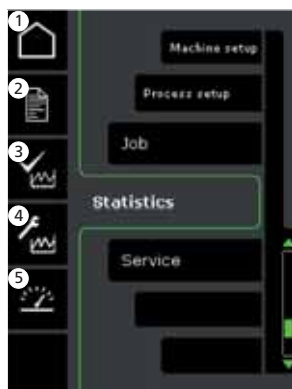 1
Machine setup
2
Process setup
3
Job
Statistics
4
Service
5